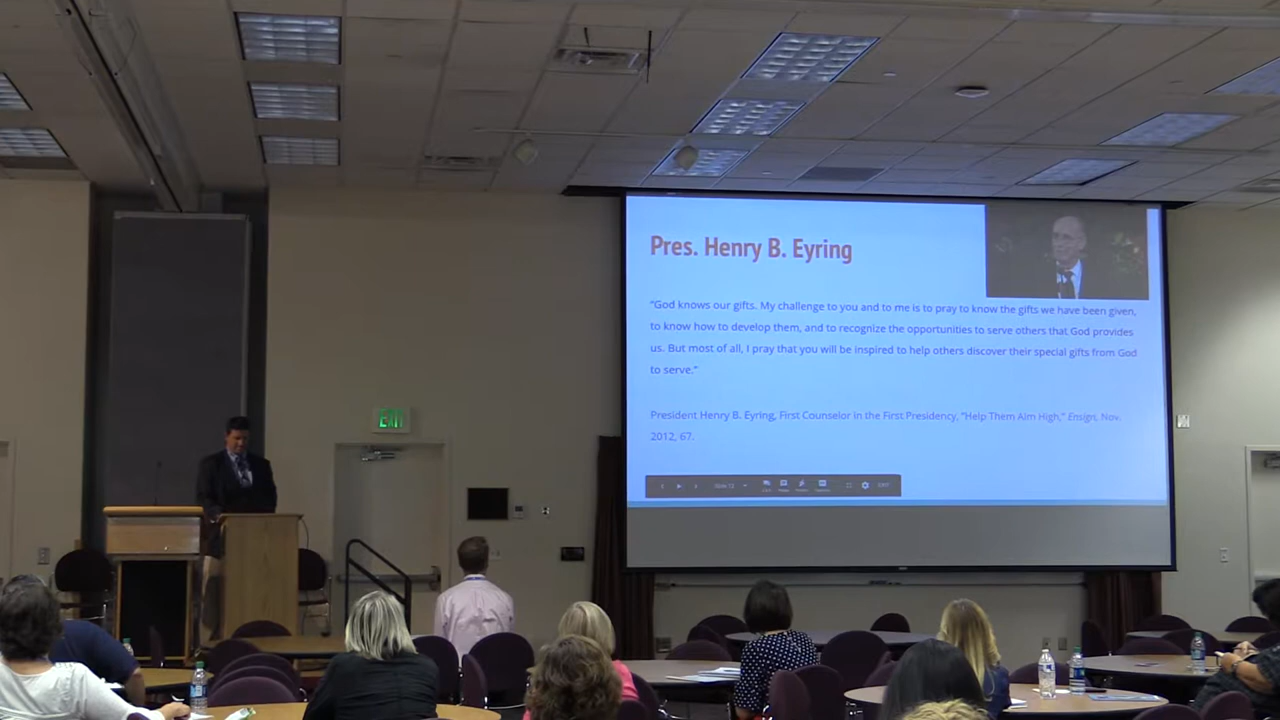 EXIT
Pres. Henry B. Eyring
“God knows our gifts. My challenge to you and to me is to pray to know the gifts we have been given,
to know how to develop them, and to recognize the opportunities to serve others that God provides
us. But most of all, I pray that you will be inspired to help others discover their special gifts from God
to serve.”
President Henry B. Eyring, First Counselor in the First Presidency, “Help Them Aim High,” Ensign, Nov.
2012, 67.